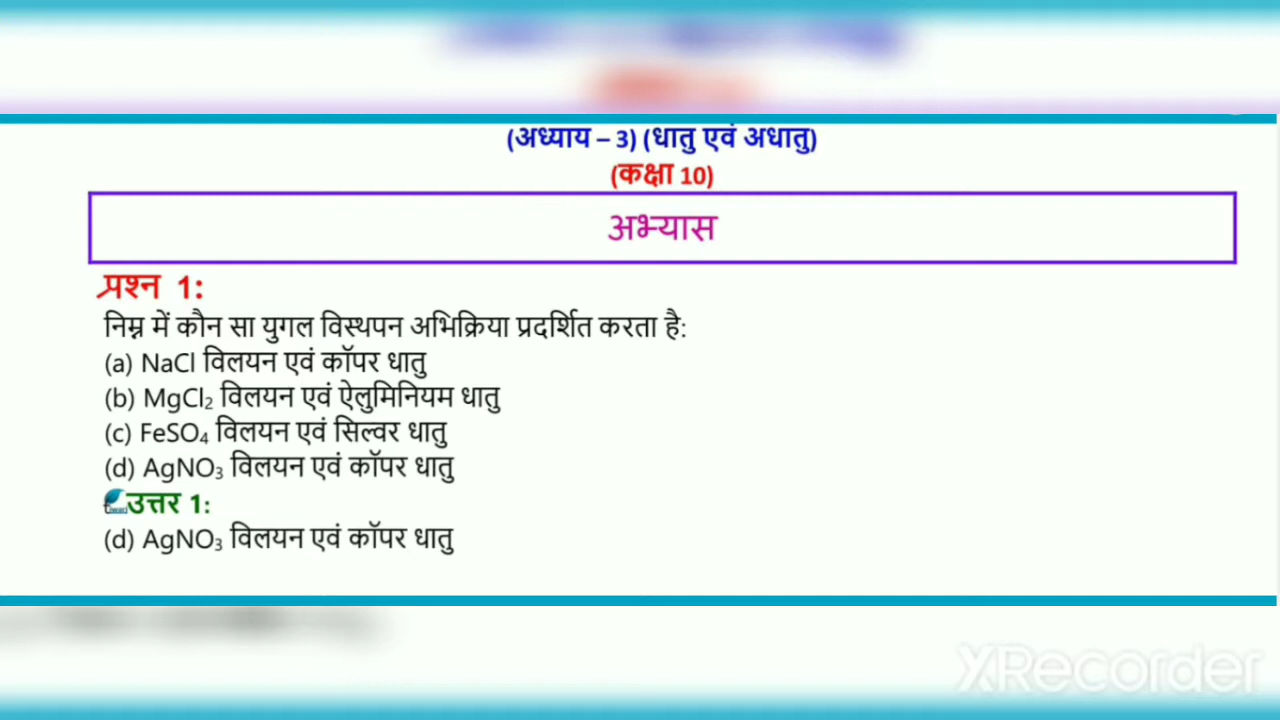 (अध्याय – 3) (धातु एवं अधातु)
(कक्षा 10)
अभ्यास
प्रश्न 1:
निम्न में कौन सा युगल विस्थपन अभिक्रिया प्रदर्शित करता है:
(a) NaCl विलयन एवं कॉपर धातु
(b) MgCl₂ विलयन एवं ऐलुमिनियम धातु
(c) FeSO₄ विलयन एवं सिल्वर धातु
(d) AgNO₃ विलयन एवं कॉपर धातु
उत्तर 1:
(d) AgNO₃ विलयन एवं कॉपर धातु
XRecorder